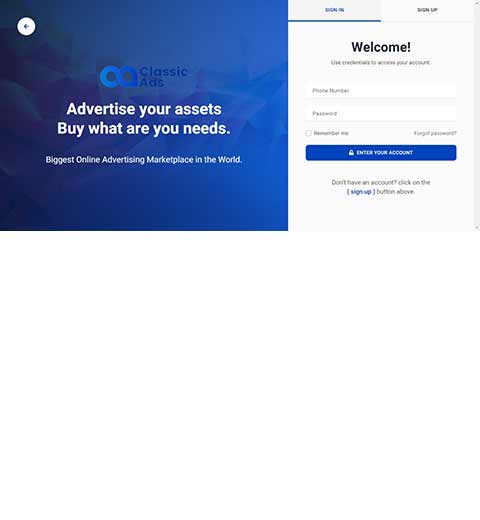 Classic
Ads
Advertise your assets
Buy what are you needs.
Biggest Online Advertising Marketplace in the World.
SIGN IN
SIGN UP
Welcome!
Use credentials to access your account.
Phone Number
Password
Remember me
Forgot password?
ENTER YOUR ACCOUNT
Don't have an account? click on the
[ sign up ] button above.